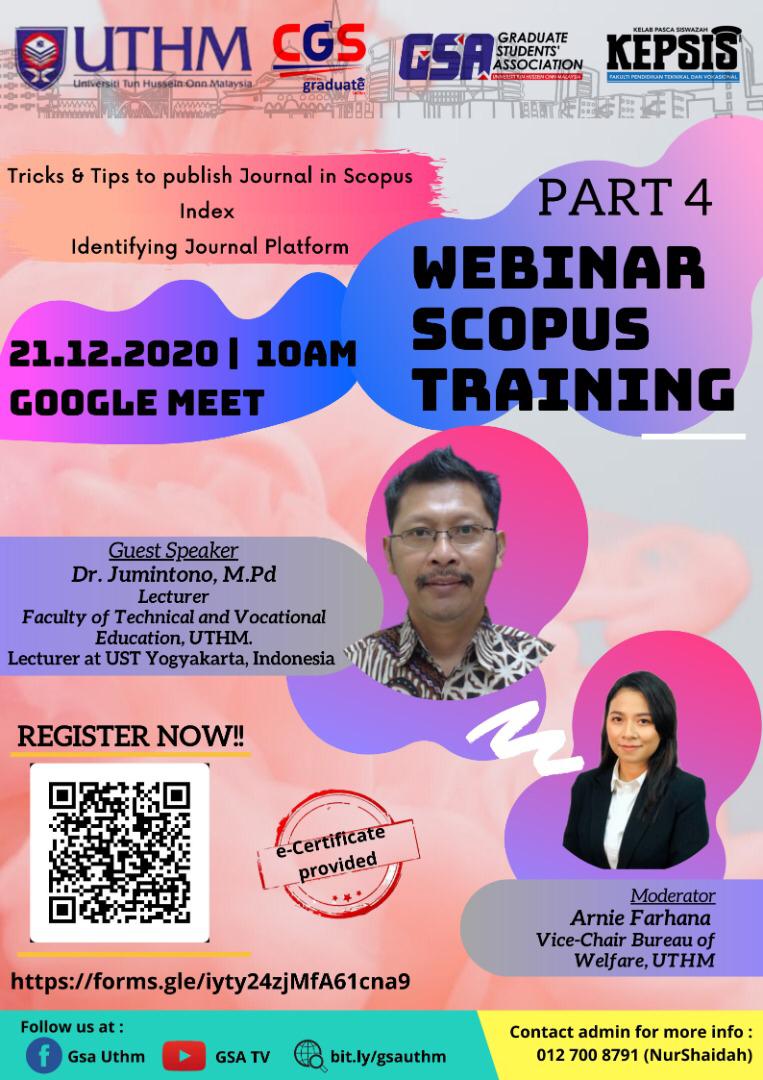 UTHM
Universiti Tun Hussein Onn Malaysia
CGS
graduate
GSA
GRADUATE
STUDENTS'
ASSOCIATION
UNIVERSITI TUN HUSSEIN ONN MALAYSIA
KELAB PASCA SISWAZAH
KEPSIS
FAKULTI PENDIDIKAN TEKNIKAL DAN VOKASIONAL
Tricks & Tips to publish Journal in Scopus
Index
Identifying Journal Platform
PART 4
WEBINAR
SCOPUS
TRAINING
21.12.2020 | 10AM
GOOGLE MEET
Guest Speaker
Dr. Jumintono, M.Pd
Lecturer
Faculty of Technical and Vocational
Education, UTHM.
Lecturer at UST Yogyakarta, Indonesia
REGISTER NOW!!
e-Certificate
provided
https://forms.gle/iyty24zjMfA61cna9
Moderator
Arnie Farhana
Vice-Chair Bureau of
Welfare, UTHM
Follow us at :
Gsa Uthm
GSA TV
bit.ly/gsauthm
Contact admin for more info :
012 700 8791 (NurShaidah)